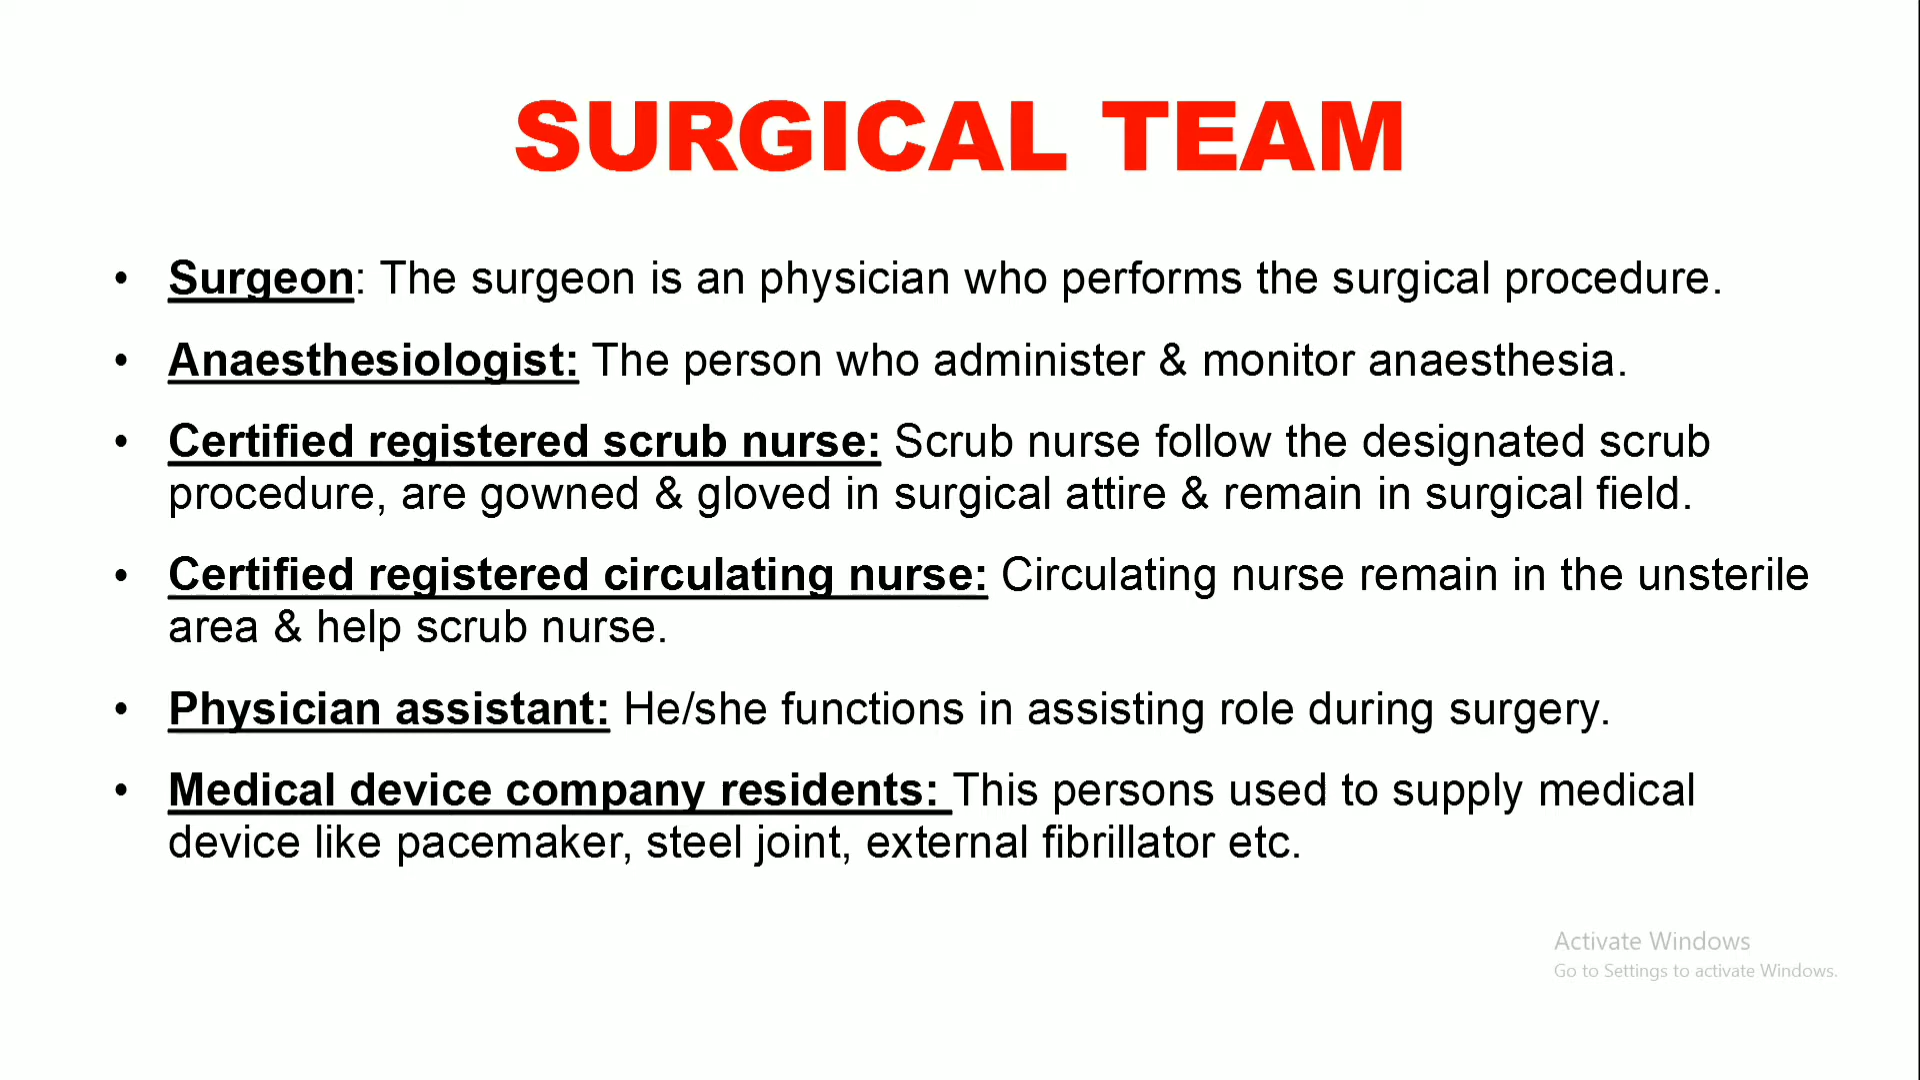 SURGICAL TEAM
• Surgeon: The surgeon is an physician who performs the surgical procedure.
• Anaesthesiologist: The person who administer & monitor anaesthesia.
• Certified registered scrub nurse: Scrub nurse follow the designated scrub
procedure, are gowned & gloved in surgical attire & remain in surgical field.
• Certified registered circulating nurse: Circulating nurse remain in the unsterile
area & help scrub nurse.
• Physician assistant: He/she functions in assisting role during surgery.
• Medical device company residents: This persons used to supply medical
device like pacemaker, steel joint, external fibrillator etc.
Activate Windows
Go to Settings to activate Windows.